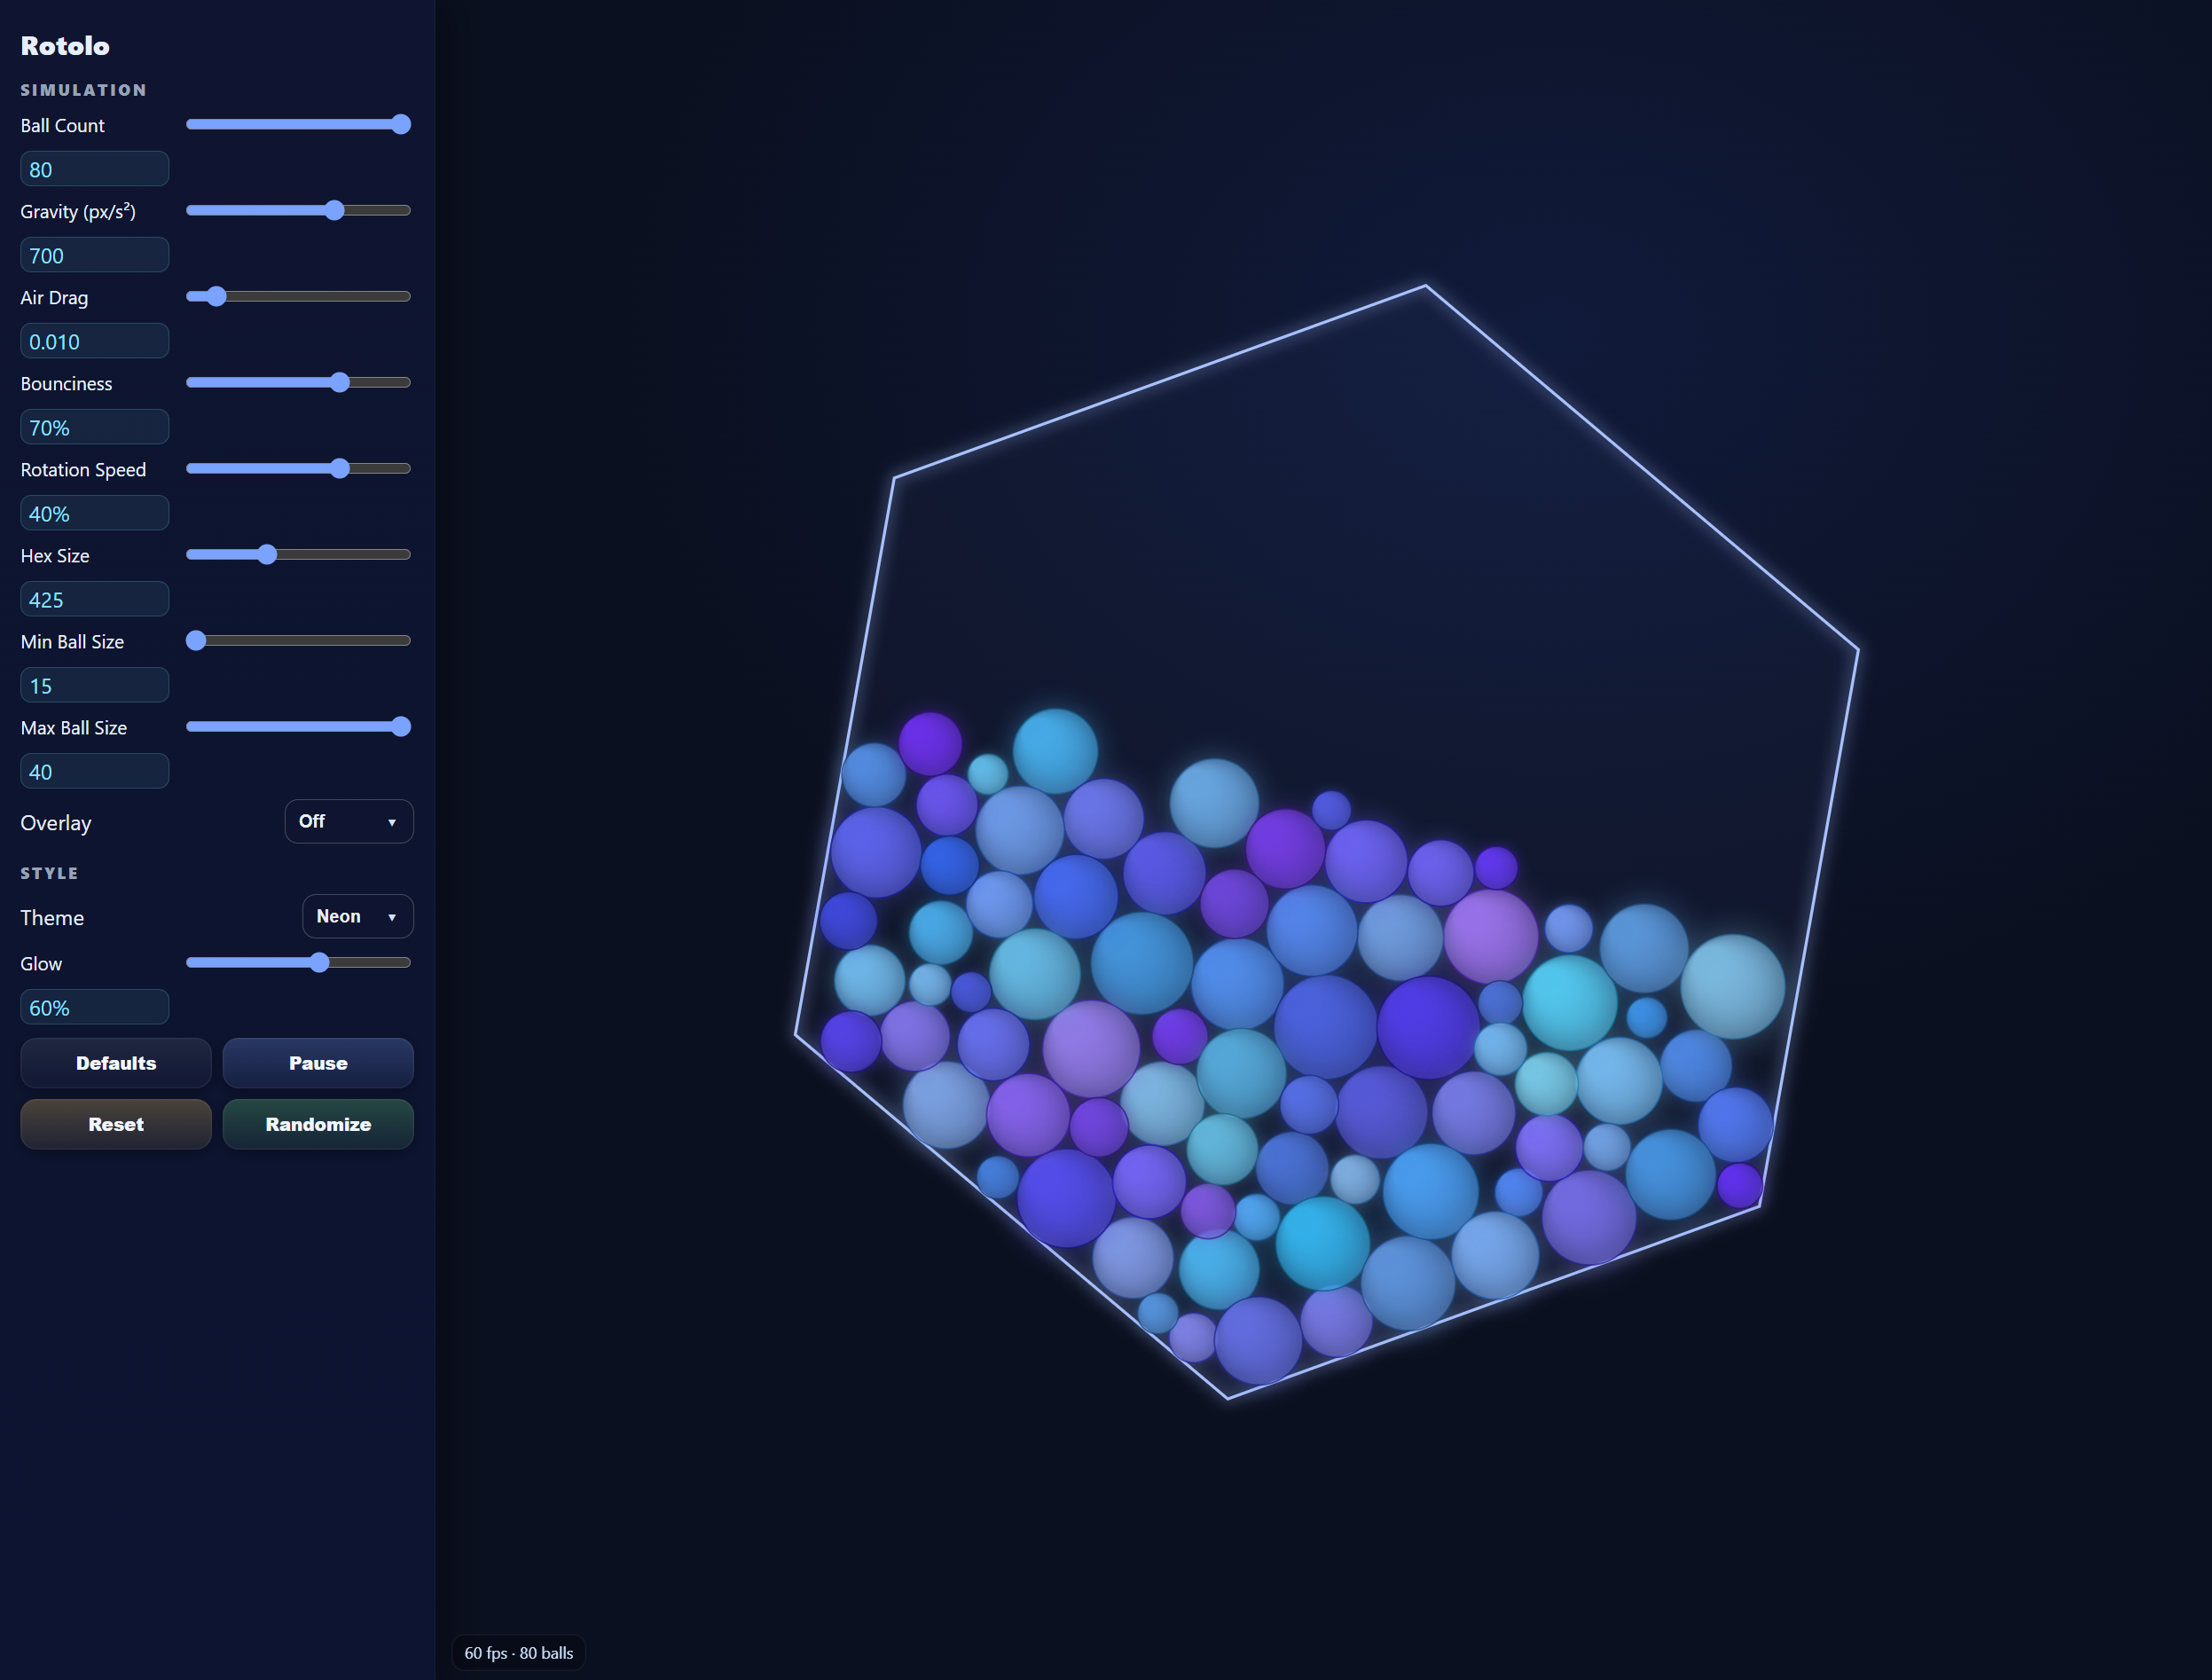 Rotolo
SIMULATION
Ball Count
80
Gravity (px/s²)
700
Air Drag
0.010
Bounciness
70%
Rotation Speed
40%
Hex Size
425
Min Ball Size
15
Max Ball Size
40
Overlay Off
STYLE
Theme Neon
Glow
60%
Defaults Pause
Reset Randomize
60 fps · 80 balls